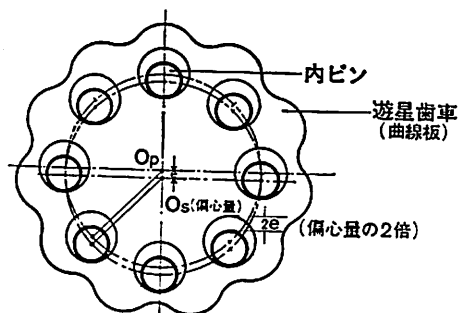 内ピン
遊星歯車
(曲線板)
Op
Os(偏心量)
2e (偏心量の2倍)